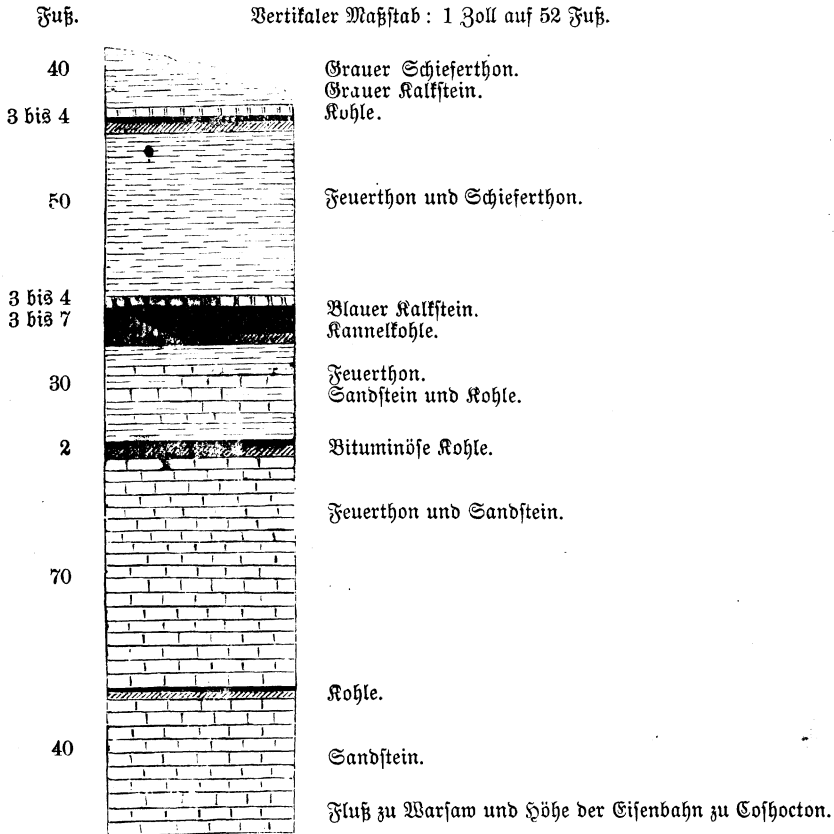 Fuß. Vertikaler Maßſtab : 1 Zoll auf 52 Fuß.
40 Grauer Schieferthon.
Grauer Kalkſtein.
3 bis 4 Kohle.
50 Feuerthon und Schieferthon.
3 bis 4 Blauer Kalkſtein.
3 bis 7 Kannelkohle.
Feuerthon.
30 Sandſtein und Kohle.
2 Bituminöſe Kohle.
Feuerthon und Sandſtein.
70
Kohle.
40 Sandſtein.
Fluß zu Warſaw und Höhe der Eiſenbahn zu Coſhocton.